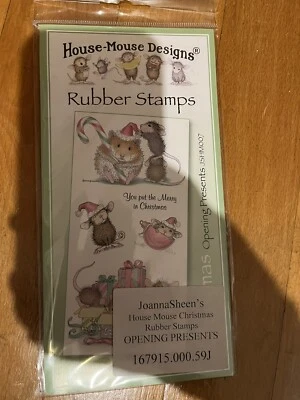 House-Mouse Designs®
Rubber Stamps
You put the Merry
in Christmas
Opening Presents JSHM007
JoannaSheen's
House Mouse Christmas
Rubber Stamps
OPENING PRESENTS
167915.000.59J